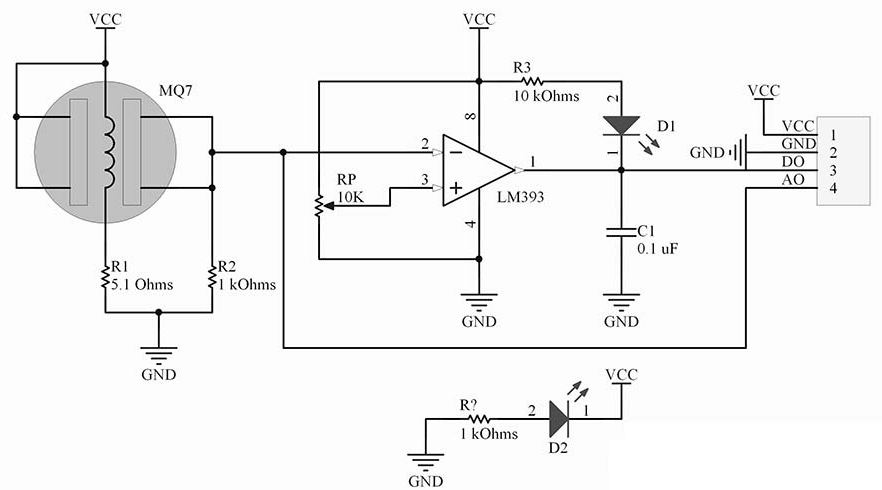 VCC
MQ7
R1
5.1 Ohms
R2
1 kOhms
GND
VCC
R3
10 kOhms
8
2
−
3
+
1
4
LM393
RP
10K
GND
2
D1
1
C1
0.1 uF
GND
VCC
VCC
1
GND
GND
2
DO
3
AO
4
R?
1 kOhms
2
1
D2
VCC
GND